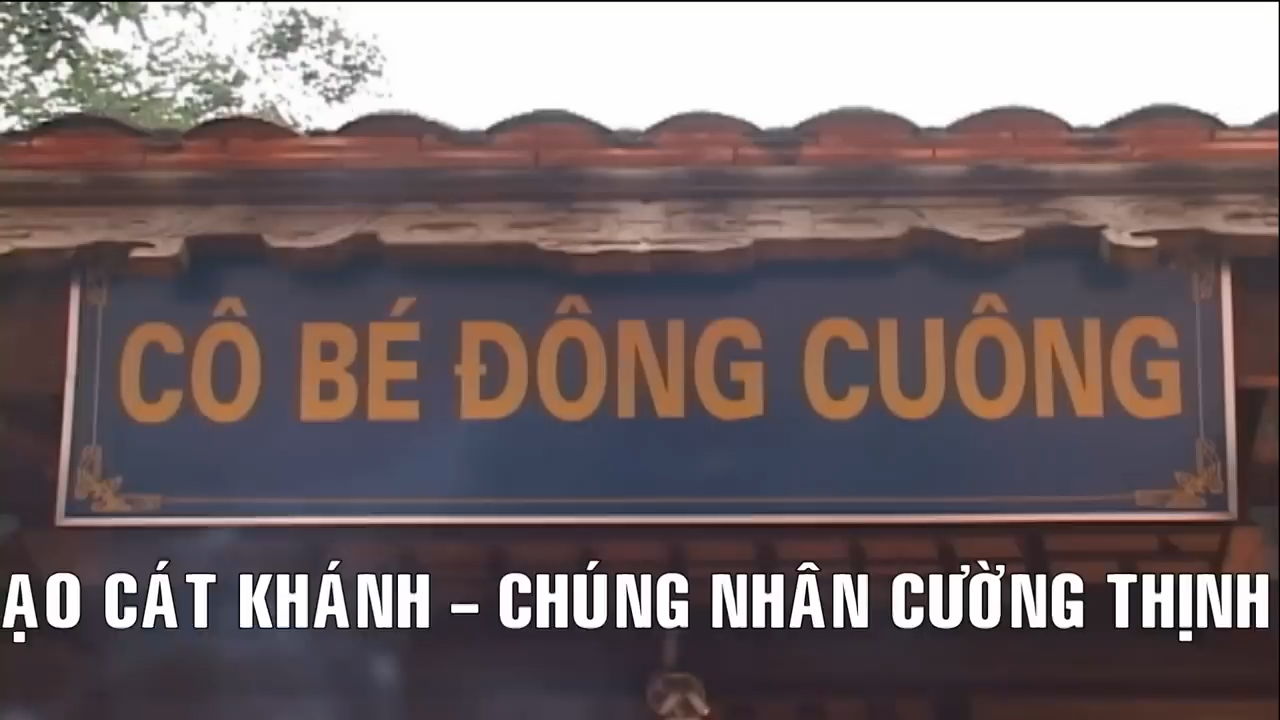 CÔ BÉ ĐÔNG CUÔNG
ẠO CÁT KHÁNH – CHÚNG NHÂN CƯỜNG THỊNH